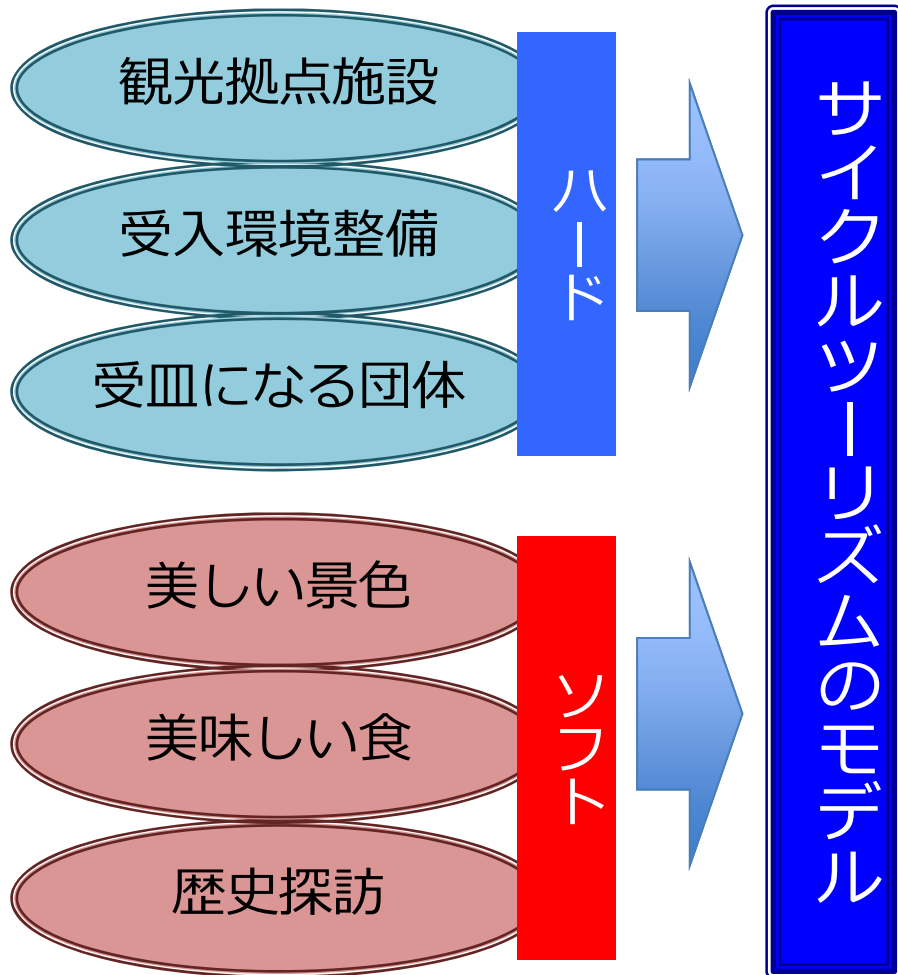 観光拠点施設
受入環境整備
受皿になる団体
ハード
美しい景色
美味しい食
歴史探訪
ソフト
サイクルツーリズムのモデル